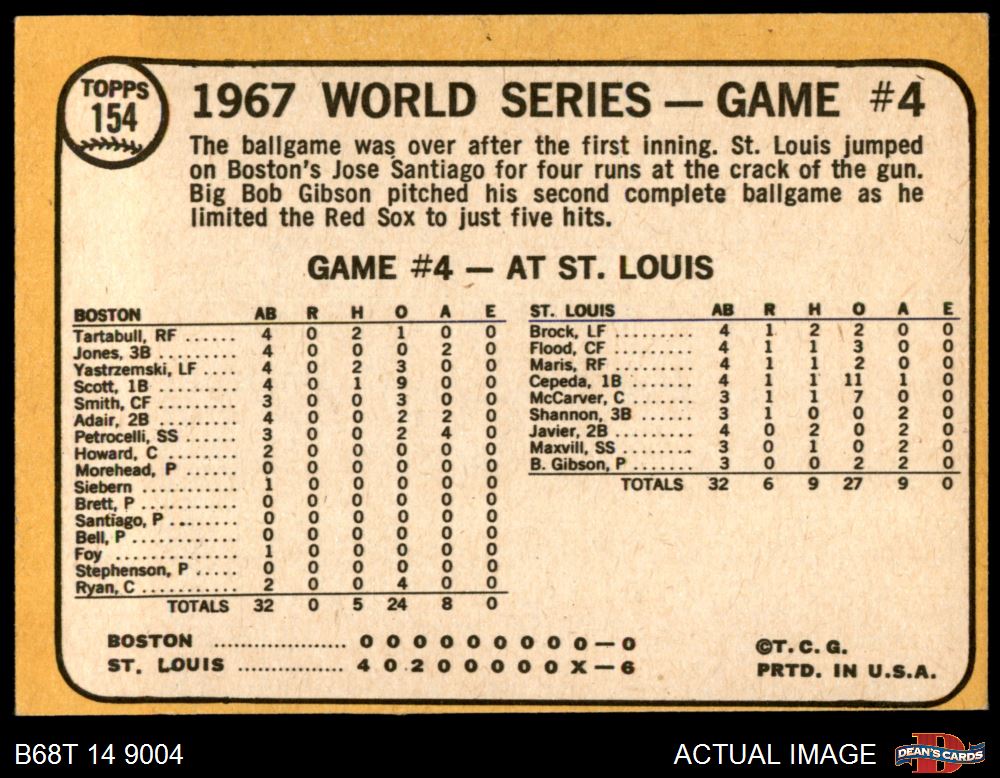 TOPPS
154
1967 WORLD SERIES — GAME #4
The ballgame was over after the first inning. St. Louis jumped
on Boston's Jose Santiago for four runs at the crack of the gun.
Big Bob Gibson pitched his second complete ballgame as he
limited the Red Sox to just five hits.
GAME #4 — AT ST. LOUIS
BOSTON AB R H O A E
Tartabull, RF ...... 4 0 2 1 0 0
Jones, 3B .......... 4 0 0 0 2 0
Yastrzemski, LF .... 4 0 2 3 0 0
Scott, 1B .......... 4 0 1 9 0 0
Smith, CF .......... 3 0 0 3 0 0
Adair, 2B .......... 4 0 0 2 2 0
Petrocelli, SS ...... 3 0 0 2 4 0
Howard, C .......... 2 0 0 0 0 0
Morehead, P ........ 0 0 0 0 0 0
Siebern ............ 1 0 0 0 0 0
Brett, P ............ 0 0 0 0 0 0
Santiago, P ........ 0 0 0 0 0 0
Bell, P ............. 0 0 0 0 0 0
Foy ............... 1 0 0 0 0 0
Stephenson, P ..... 0 0 0 0 0 0
Ryan, C ............ 2 0 0 4 0 0
TOTALS 32 0 5 24 8 0
ST. LOUIS AB R H O A E
Brock, LF .......... 4 1 2 2 0 0
Flood, CF .......... 4 1 1 3 0 0
Maris, RF .......... 4 1 1 2 0 0
Cepeda, 1B ......... 4 1 1 11 1 0
McCarver, C ........ 3 1 1 7 0 0
Shannon, 3B ........ 3 1 0 0 2 0
Javier, 2B .......... 4 0 2 0 2 0
Maxvill, SS ......... 3 0 1 0 2 0
B. Gibson, P ........ 3 0 0 2 2 0
TOTALS 32 6 9 27 9 0
BOSTON .................... 0 0 0 0 0 0 0 0 0—0
ST. LOUIS ................ 4 0 2 0 0 0 0 0 X—6
©T. C. G.
PRTD. IN U.S.A.
B68T 14 9004
ACTUAL IMAGE
DEAN'S CARDS